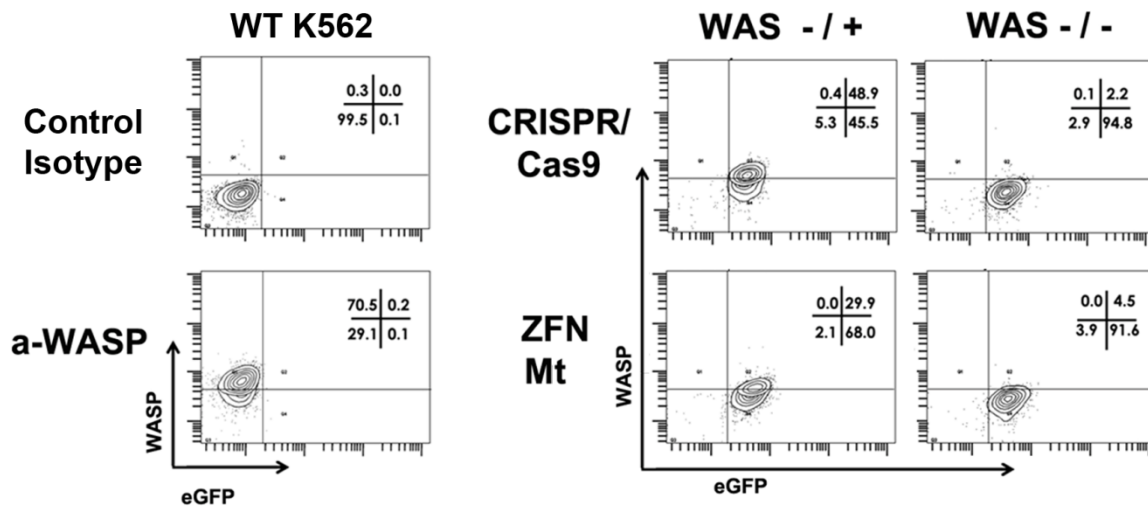 WT K562
WAS - / +
WAS - / -
Control
Isotype
0.3 0.0
99.5 0.1
CRISPR/
Cas9
0.4 48.9
5.3 45.5
0.1 2.2
2.9 94.8
a-WASP
70.5 0.2
29.1 0.1
ZFN
Mt
0.0 29.9
2.1 68.0
0.0 4.5
3.9 91.6
WASP
eGFP
WASP
eGFP